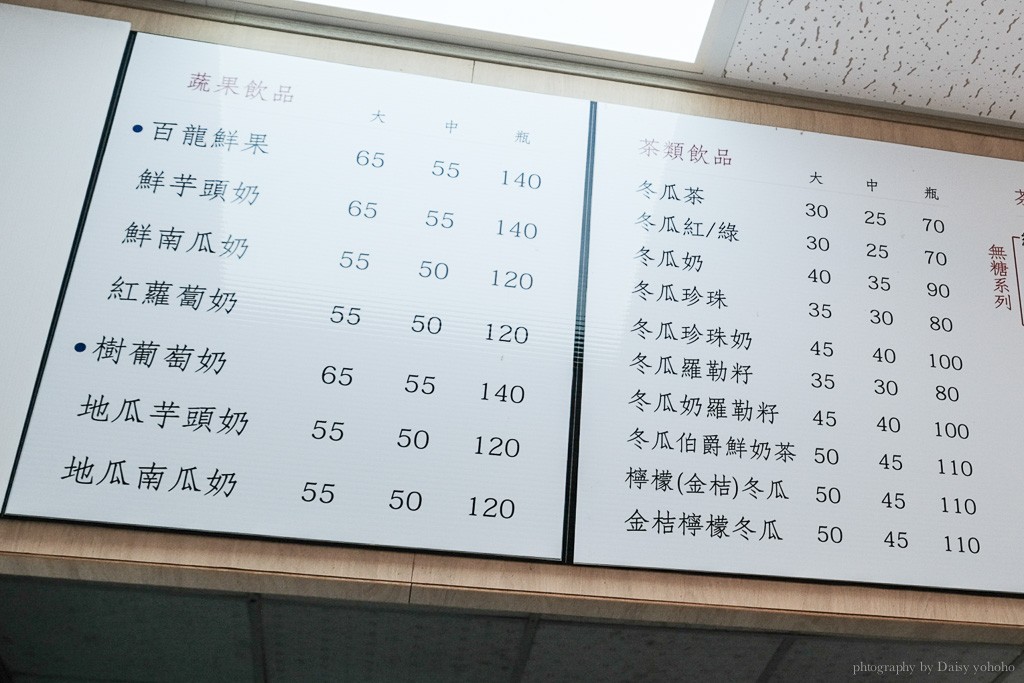 蔬果飲品
大 中 瓶
百龍鮮果 65 55 140
鮮芋頭奶 65 55 140
鮮南瓜奶 55 50 120
紅蘿蔔奶 55 50 120
樹葡萄奶 65 55 140
地瓜芋頭奶 55 50 120
地瓜南瓜奶 55 50 120
茶類飲品
大 中 瓶
冬瓜茶 30 25 70
冬瓜紅/綠 30 25 70
冬瓜奶 40 35 90
冬瓜珍珠 35 30 80
冬瓜珍珠奶 45 40 100
冬瓜羅勒籽 35 30 80
冬瓜奶羅勒籽 45 40 100
冬瓜伯爵鮮奶茶 50 45 110
檸檬(金桔)冬瓜 50 45 110
金桔檸檬冬瓜 50 45 110
無糖系列
phtography by Daisy yohoho